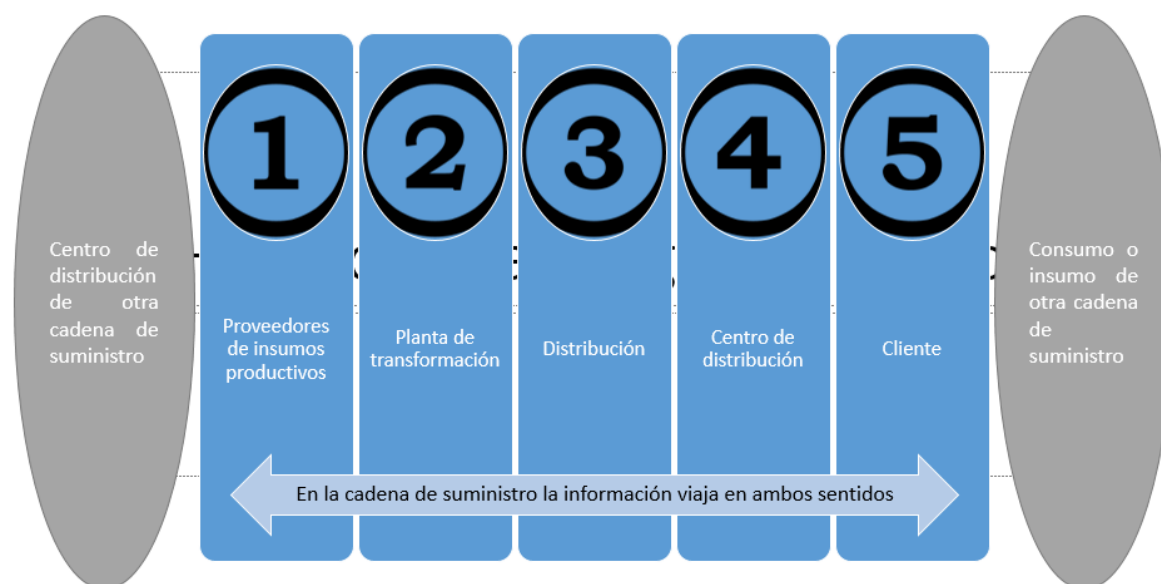 1
2
3
4
5
Centro de
distribución
de otra
cadena de
suministro
Proveedores
de insumos
productivos
Planta de
transformación
Distribución
Centro de
distribución
Cliente
Consumo o
insumo de
otra cadena
de
suministro
En la cadena de suministro la información viaja en ambos sentidos